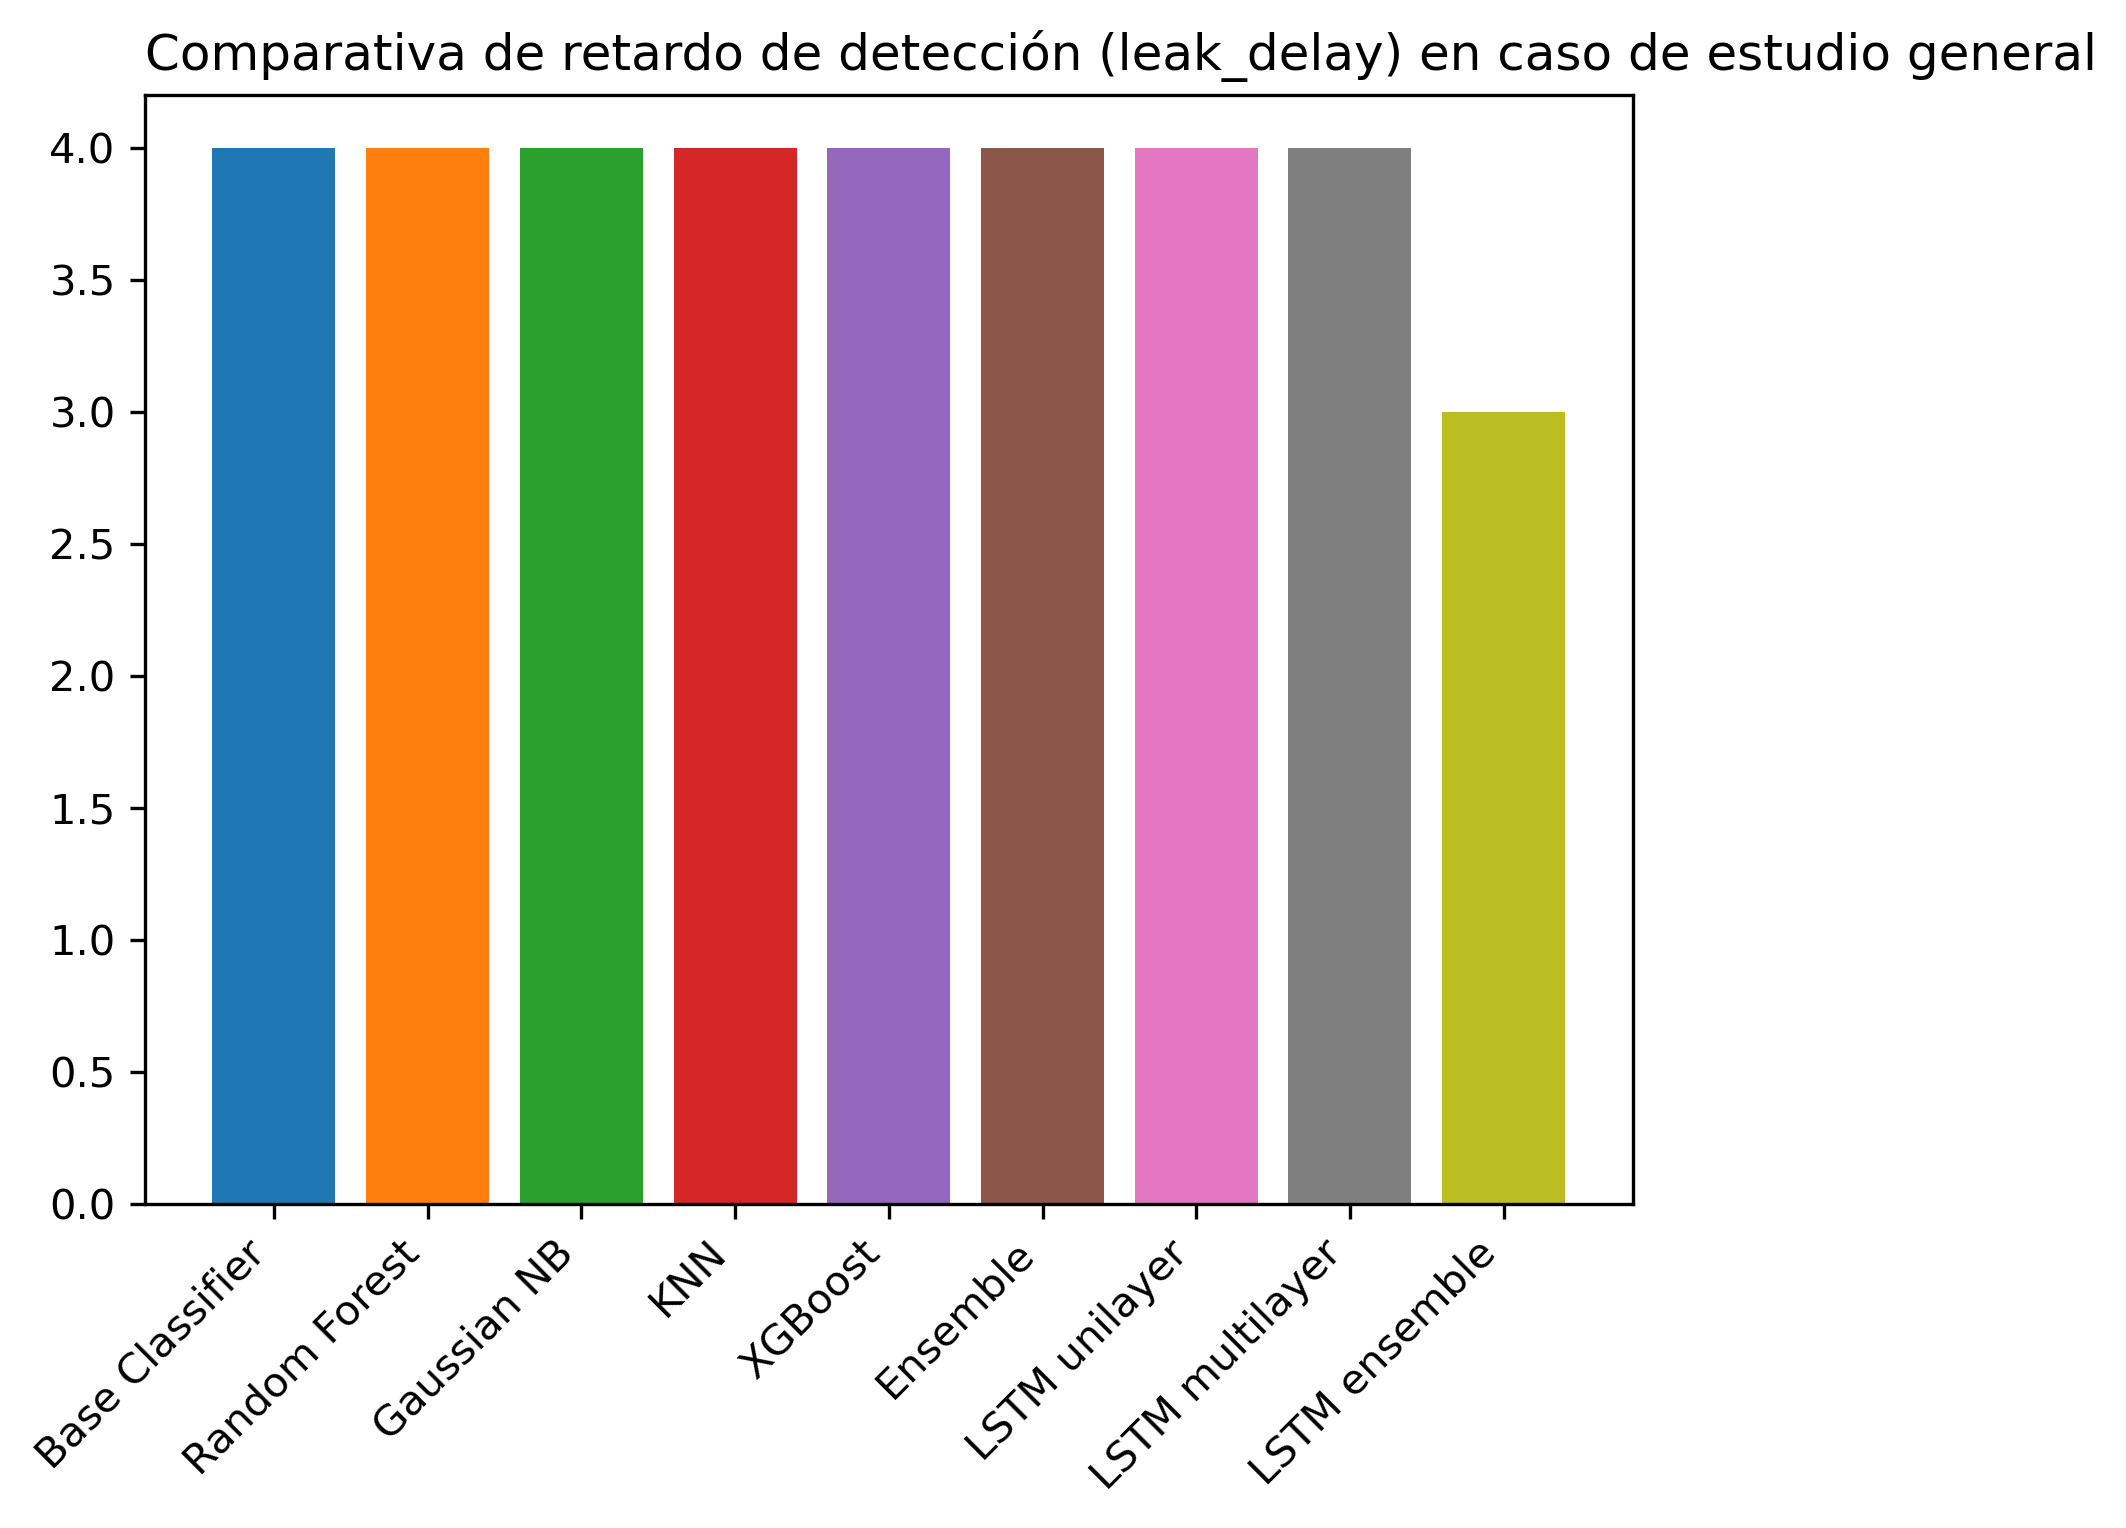 Comparativa de retardo de detección (leak_delay) en caso de estudio general
4.0
3.5
3.0
2.5
2.0
1.5
1.0
0.5
0.0
Base Classifier
Random Forest
Gaussian NB
KNN
XGBoost
Ensemble
LSTM unilayer
LSTM multilayer
LSTM ensemble